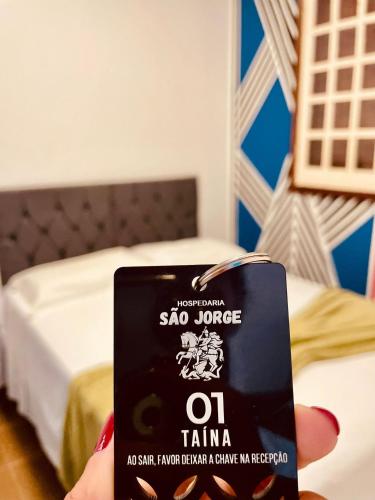 HOSPEDARIA
SÃO JORGE
01
TAÍNA
AO SAIR, FAVOR DEIXAR A CHAVE NA RECEPÇÃO